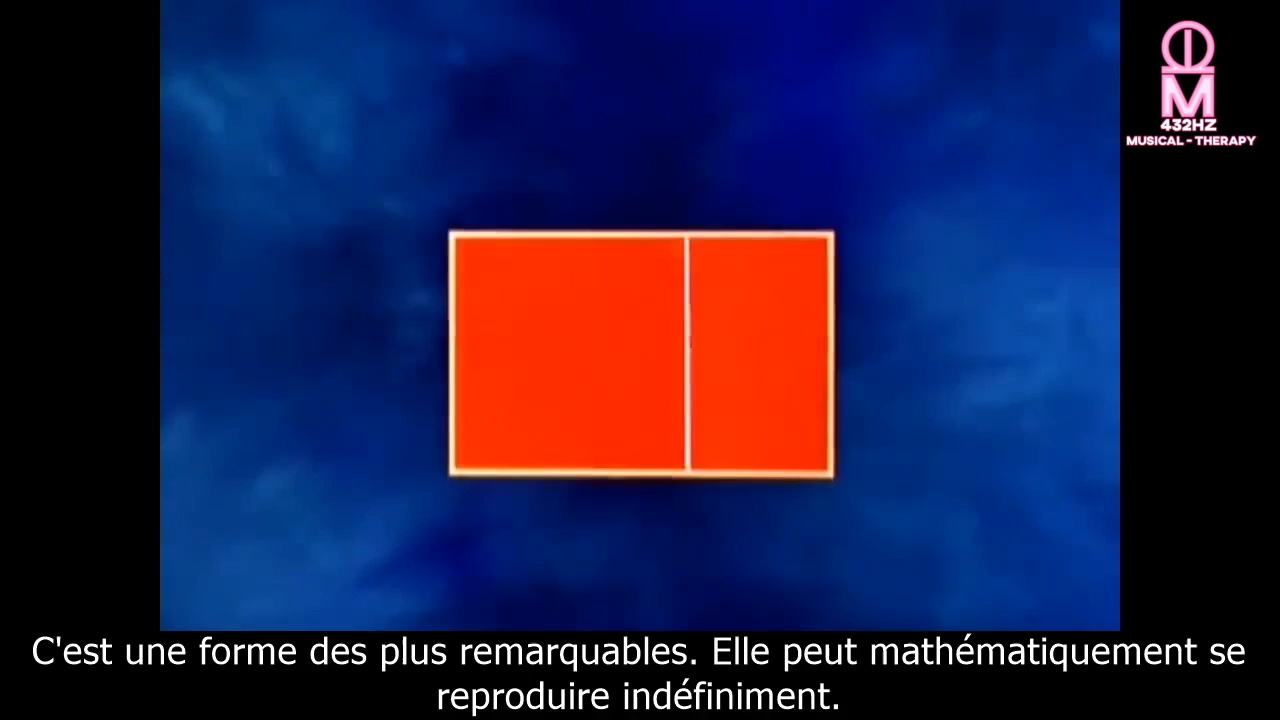 432HZ
MUSICAL - THERAPY
C'est une forme des plus remarquables. Elle peut mathématiquement se
reproduire indéfiniment.